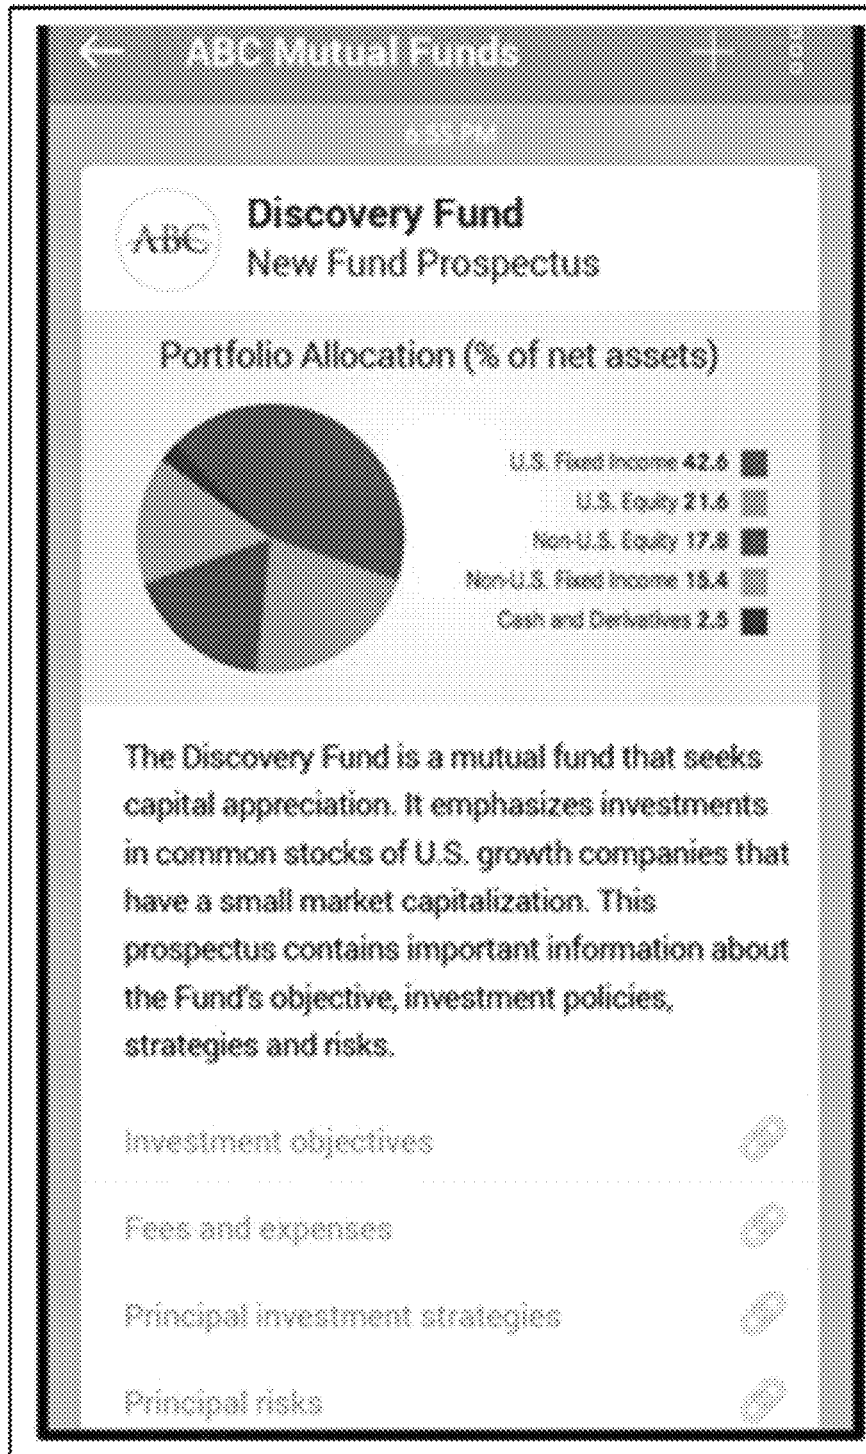 ABC Mutual Funds
ABC
Discovery Fund
New Fund Prospectus
Portfolio Allocation (% of net assets)
U.S. Fixed Income 42.6
U.S. Equity 21.6
Non-U.S. Equity 17.8
Non-U.S. Fixed Income 15.4
Cash and Derivatives 2.5
The Discovery Fund is a mutual fund that seeks
capital appreciation. It emphasizes investments
in common stocks of U.S. growth companies that
have a small market capitalization. This
prospectus contains important information about
the Fund's objective, investment policies,
strategies and risks.
Investment objectives
Fees and expenses
Principal investment strategies
Principal risks